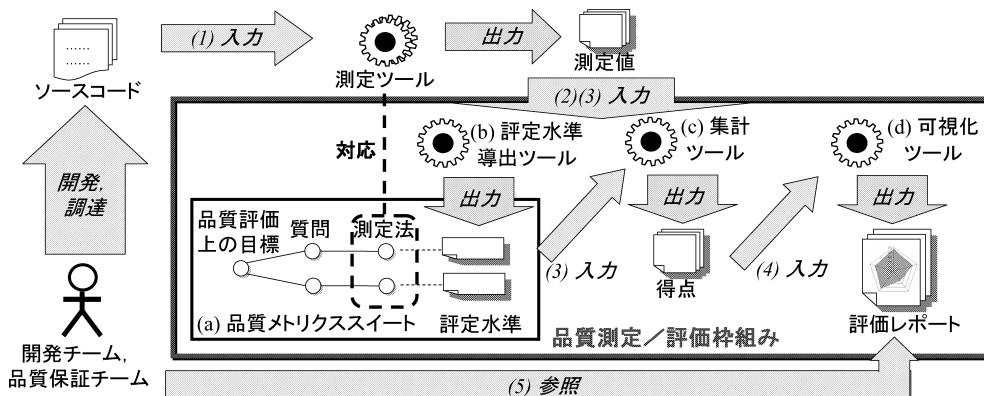 (1) 入力
出力
……
……
ソースコード
測定ツール
測定値
(2)(3) 入力
対応
(b) 評定水準
導出ツール
(c) 集計
ツール
(d) 可視化
ツール
開発,
調達
出力
出力
出力
品質評価
上の目標
質問
測定法
(3) 入力
得点
(4) 入力
(a) 品質メトリクススイート
評定水準
評価レポート
品質測定／評価枠組み
開発チーム,
品質保証チーム
(5) 参照